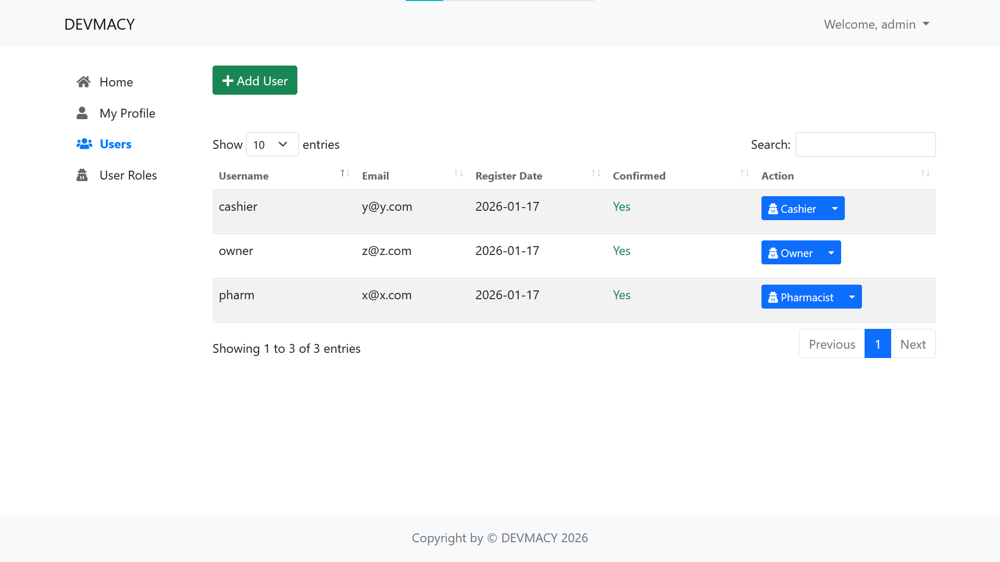 DEVMACY
Welcome, admin
Home
My Profile
Users
User Roles
Add User
Show 10 entries
Search:
Username Email Register Date Confirmed Action
cashier y@y.com 2026-01-17 Yes Cashier
owner z@z.com 2026-01-17 Yes Owner
pharm x@x.com 2026-01-17 Yes Pharmacist
Showing 1 to 3 of 3 entries
Previous 1 Next
Copyright by © DEVMACY 2026